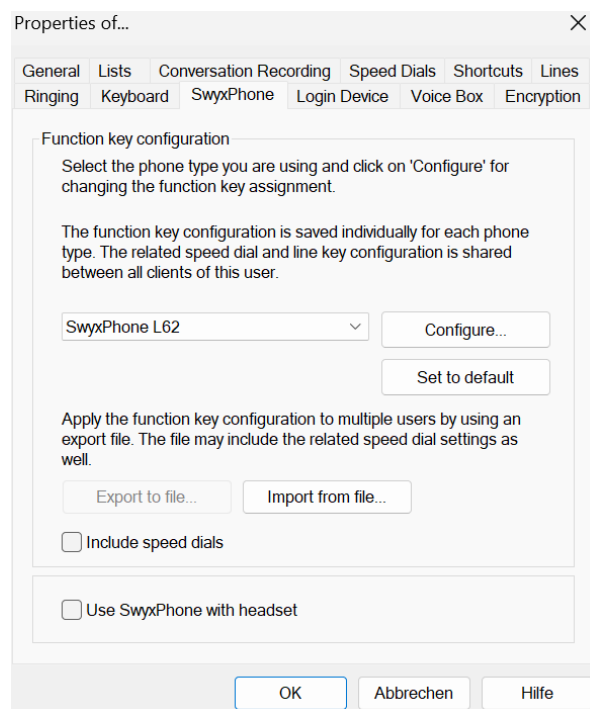 Properties of...
General Lists Conversation Recording Speed Dials Shortcuts Lines
Ringing Keyboard SwyxPhone Login Device Voice Box Encryption
Function key configuration
Select the phone type you are using and click on 'Configure' for
changing the function key assignment.
The function key configuration is saved individually for each phone
type. The related speed dial and line key configuration is shared
between all clients of this user.
SwyxPhone L62 Configure...
Set to default
Apply the function key configuration to multiple users by using an
export file. The file may include the related speed dial settings as
well.
Export to file... Import from file...
Include speed dials
Use SwyxPhone with headset
OK Abbrechen Hilfe